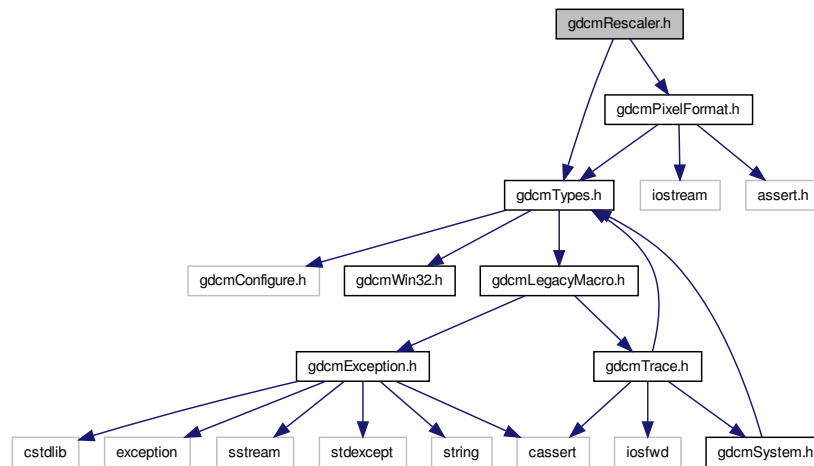 gdcmRescaler.h
gdcmPixelFormat.h
gdcmTypes.h
iostream
assert.h
gdcmConfigure.h
gdcmWin32.h
gdcmLegacyMacro.h
gdcmException.h
gdcmTrace.h
cstdlib
exception
sstream
stdexcept
string
cassert
iosfwd
gdcmSystem.h